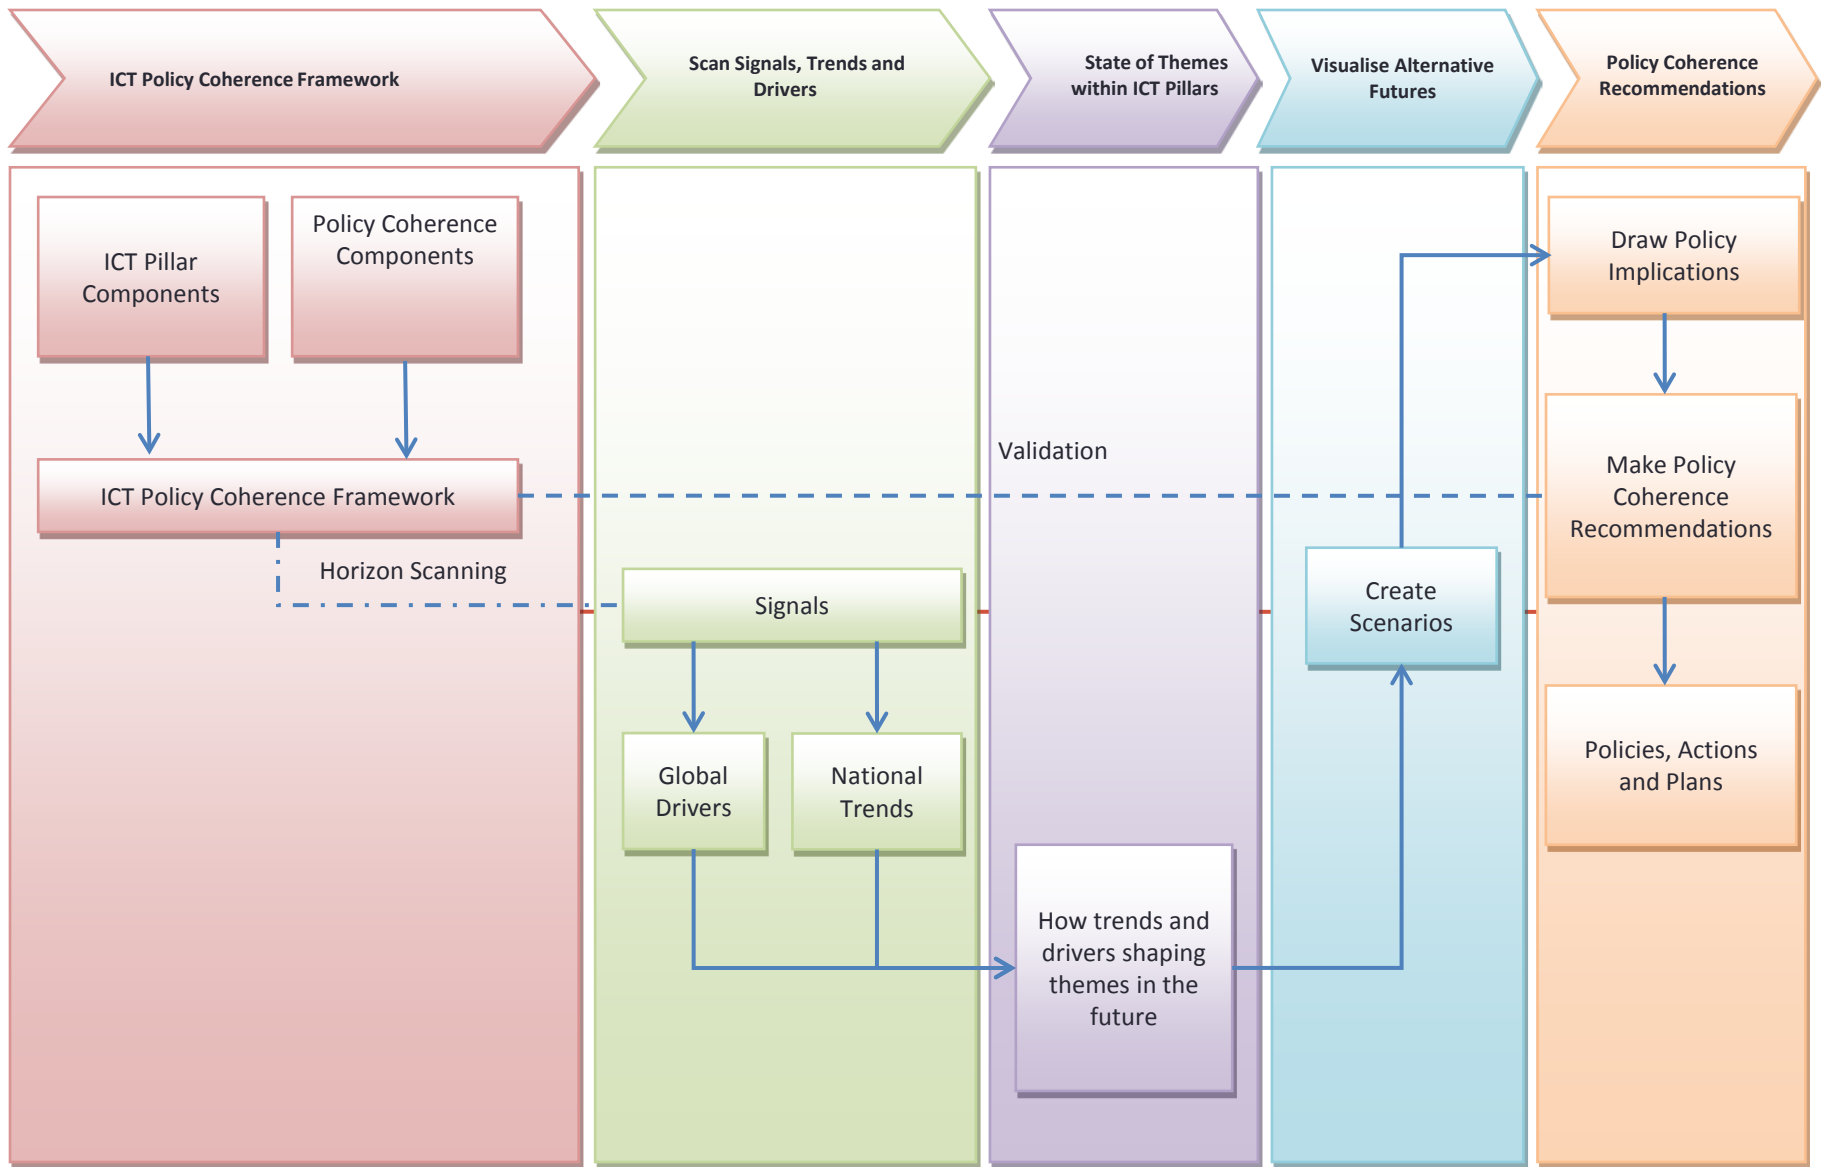 ICT Policy Coherence Framework
Scan Signals, Trends and
Drivers
State of Themes
within ICT Pillars
Visualise Alternative
Futures
Policy Coherence
Recommendations
ICT Pillar
Components
Policy Coherence
Components
ICT Policy Coherence Framework
Horizon Scanning
Signals
Global
Drivers
National
Trends
Validation
How trends and
drivers shaping
themes in the
future
Create
Scenarios
Draw Policy
Implications
Make Policy
Coherence
Recommendations
Policies, Actions
and Plans